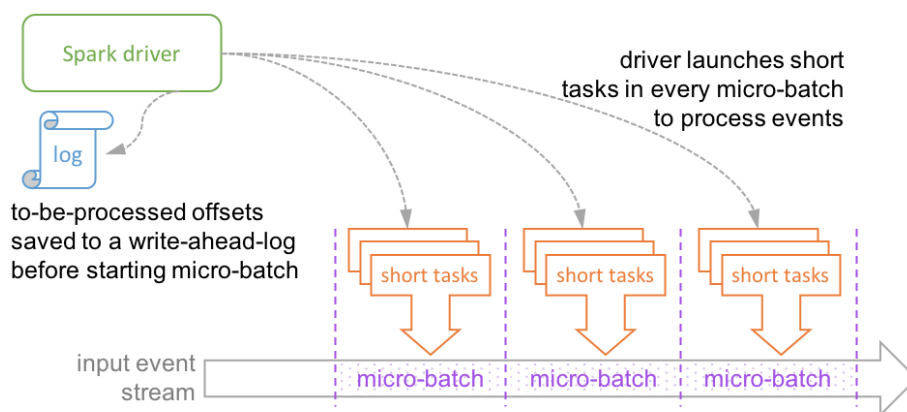 Spark driver
driver launches short
tasks in every micro-batch
to process events
log
to-be-processed offsets
saved to a write-ahead-log
before starting micro-batch
short tasks
short tasks
short tasks
input event
stream
micro-batch
micro-batch
micro-batch